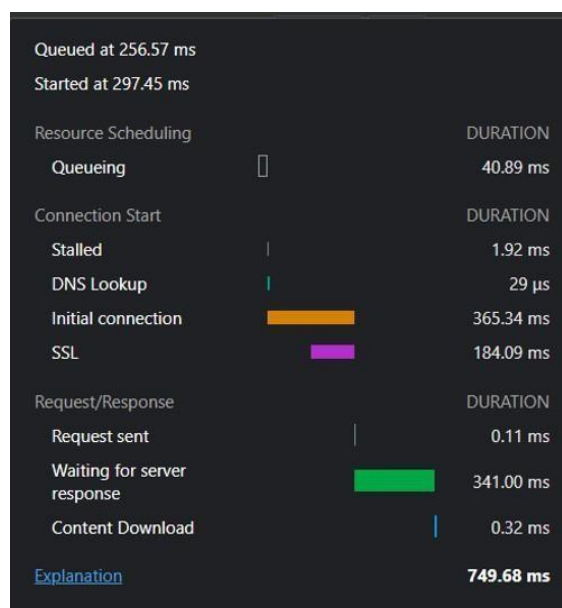 Queued at 256.57 ms
Started at 297.45 ms
Resource Scheduling DURATION
Queueing 40.89 ms
Connection Start DURATION
Stalled 1.92 ms
DNS Lookup 29 μs
Initial connection 365.34 ms
SSL 184.09 ms
Request/Response DURATION
Request sent 0.11 ms
Waiting for server
response 341.00 ms
Content Download 0.32 ms
Explanation 749.68 ms